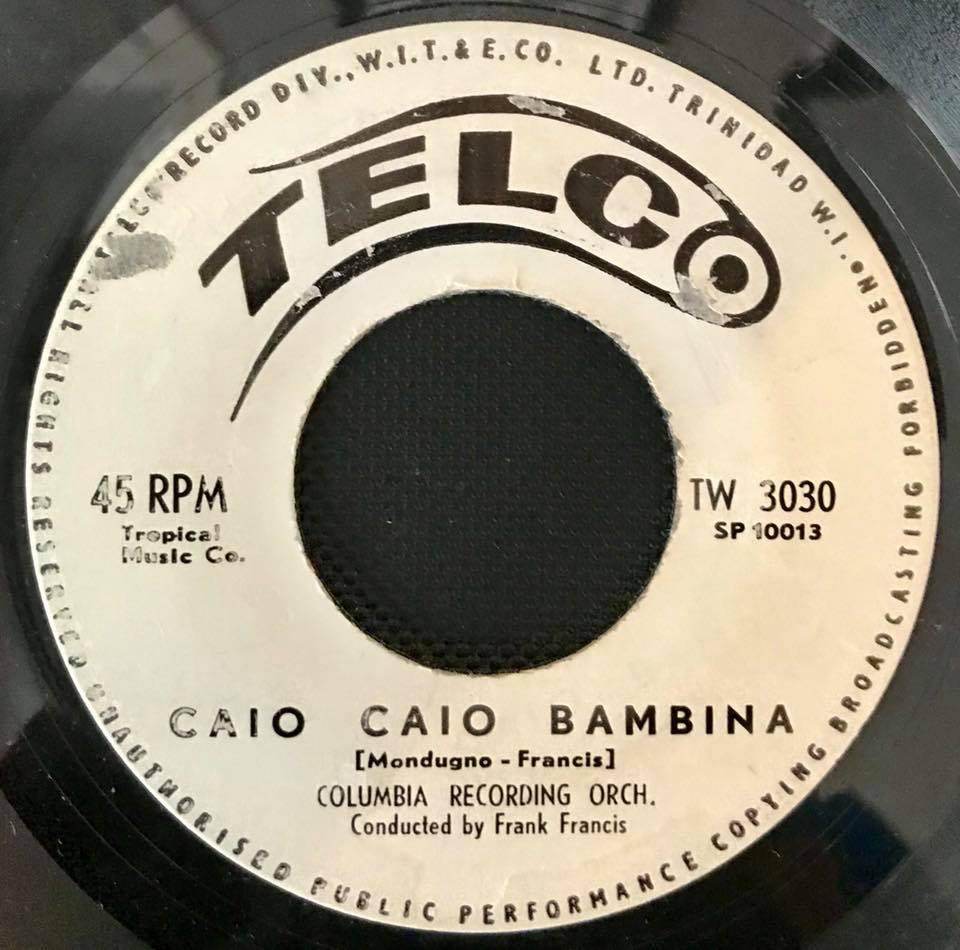 "TELCO" RECORD DIV., W.I.T. & E. CO. LTD. TRINIDAD W.I.
TELCO
45 RPM
Tropical
Music Co.
TW 3030
SP 10013
CAIO CAIO BAMBINA
[Mondugno - Francis]
COLUMBIA RECORDING ORCH.
Conducted by Frank Francis
RIGHTS RESERVED UNAUTHORISED PUBLIC PERFORMANCE COPYING BROADCASTING FORBIDDEN.